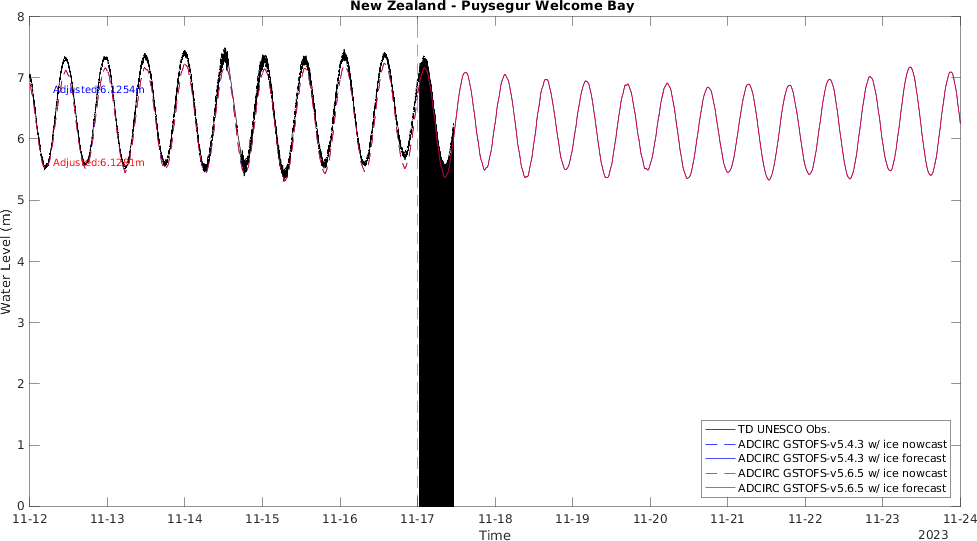 New Zealand - Puysegur Welcome Bay
8
7
6
5
4
3
2
1
0
Water Level (m)
Adjusted:6.1254m
TD UNESCO Obs.
ADCIRC GSTOFS-v5.4.3 w/ ice nowcast
ADCIRC GSTOFS-v5.4.3 w/ ice forecast
ADCIRC GSTOFS-v5.6.5 w/ ice nowcast
ADCIRC GSTOFS-v5.6.5 w/ ice forecast
11-12 11-13 11-14 11-15 11-16 11-17 11-18 11-19 11-20 11-21 11-22 11-23 11-24
Time
2023